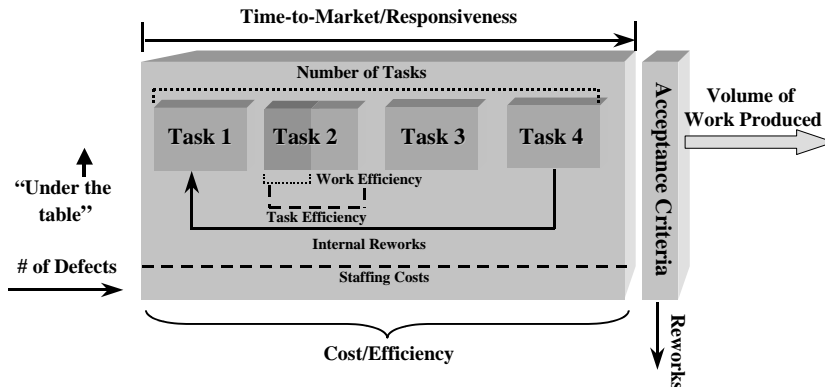 Time-to-Market/Responsiveness
Number of Tasks
Task 1
Task 2
Task 3
Task 4
Work Efficiency
Task Efficiency
Internal Reworks
Staffing Costs
Cost/Efficiency
“Under the
table”
# of Defects
Acceptance Criteria
Volume of
Work Produced
Reworks